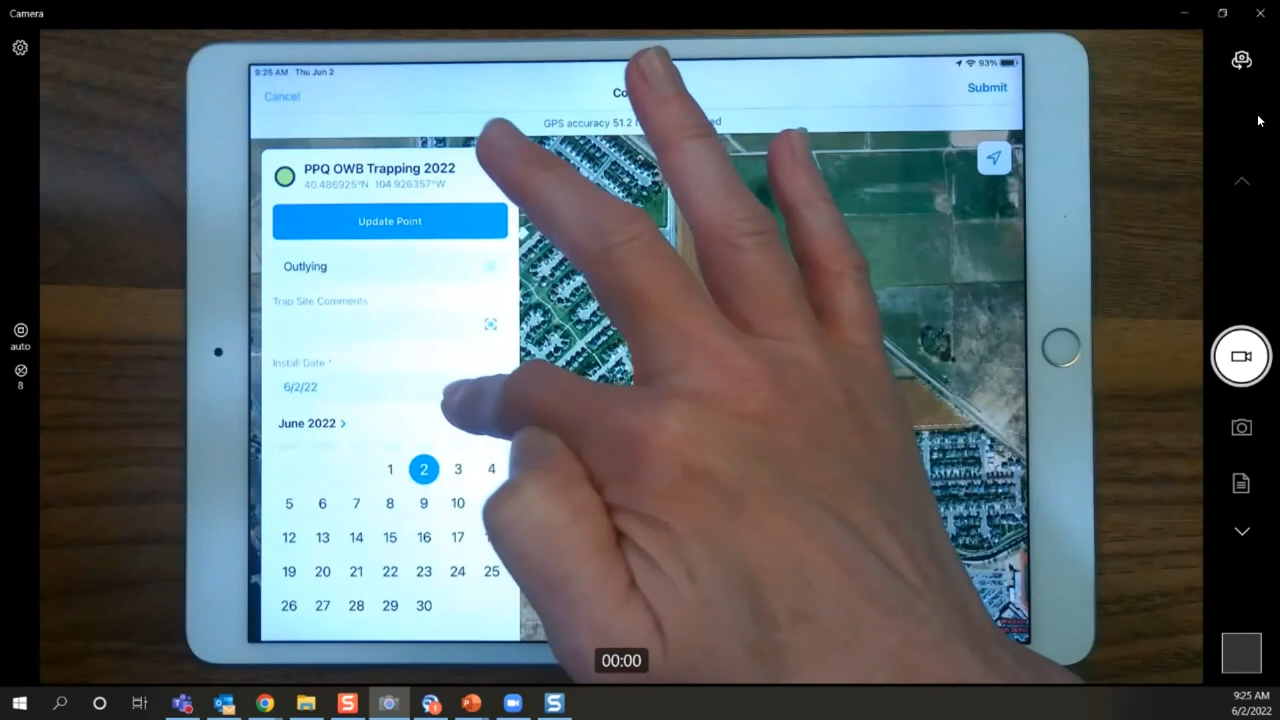 Camera
9:25 AM Thu Jun 2
93%
Cancel
Submit
GPS accuracy 51.2
PPQ OWB Trapping 2022
40.486925°N 104.926357°W
Update Point
Outlying
Trap Site Comments
Install Date *
6/2/22
June 2022 >
1 2 3 4
5 6 7 8 9 10
12 13 14 15 16 17
19 20 21 22 23 24 25
26 27 28 29 30
auto
8
00:00
9:25 AM
6/2/2022